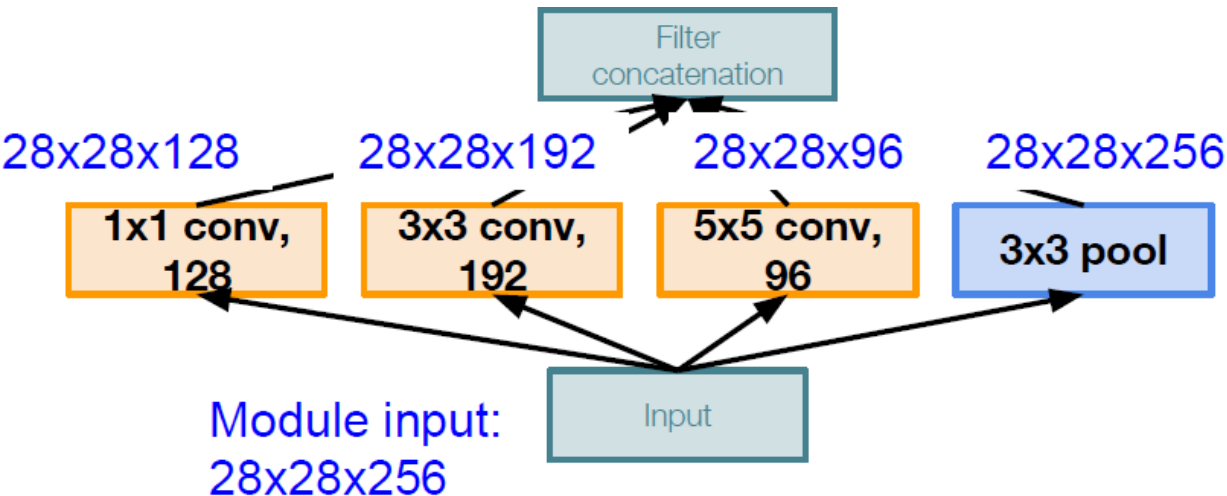 Filter
concatenation
28x28x128
28x28x192
28x28x96
28x28x256
1x1 conv,
128
3x3 conv,
192
5x5 conv,
96
3x3 pool
Input
Module input:
28x28x256